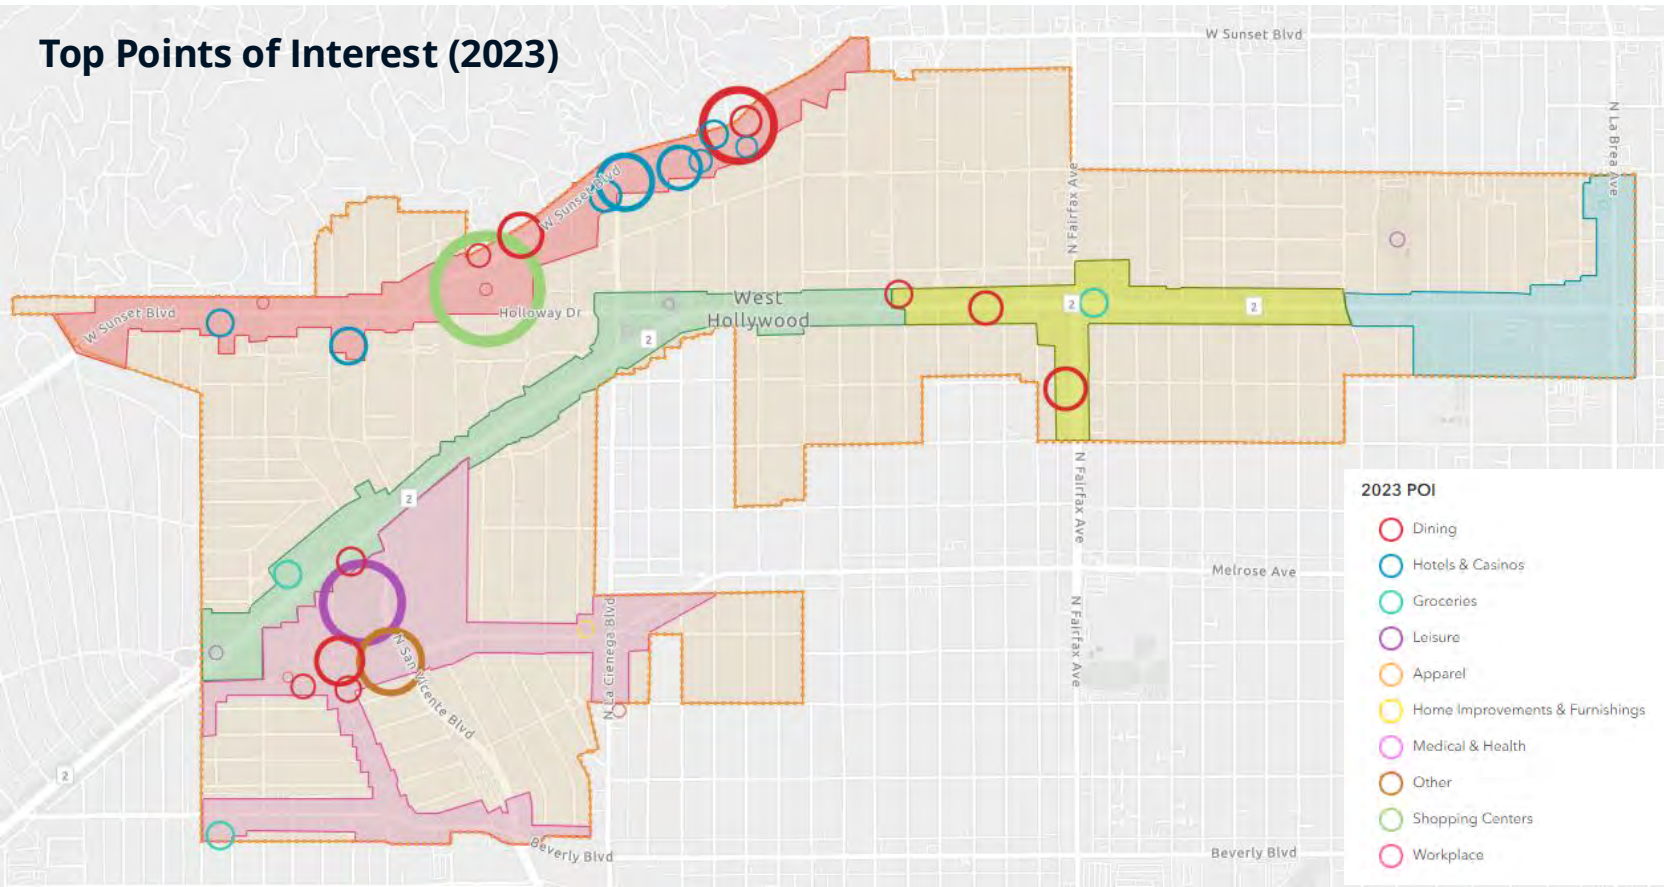 Top Points of Interest (2023)
W Sunset Blvd
N La Brea Ave
N Fairfax Ave
W Sunset Blvd
W Sunset Blvd
Holloway Dr
West
Hollywood
2
2
2
2
N Fairfax Ave
Melrose Ave
N Fairfax Ave
N La Cienega Blvd
N San Vicente Blvd
2
Beverly Blvd
Beverly Blvd
2023 POI
Dining
Hotels & Casinos
Groceries
Leisure
Apparel
Home Improvements & Furnishings
Medical & Health
Other
Shopping Centers
Workplace